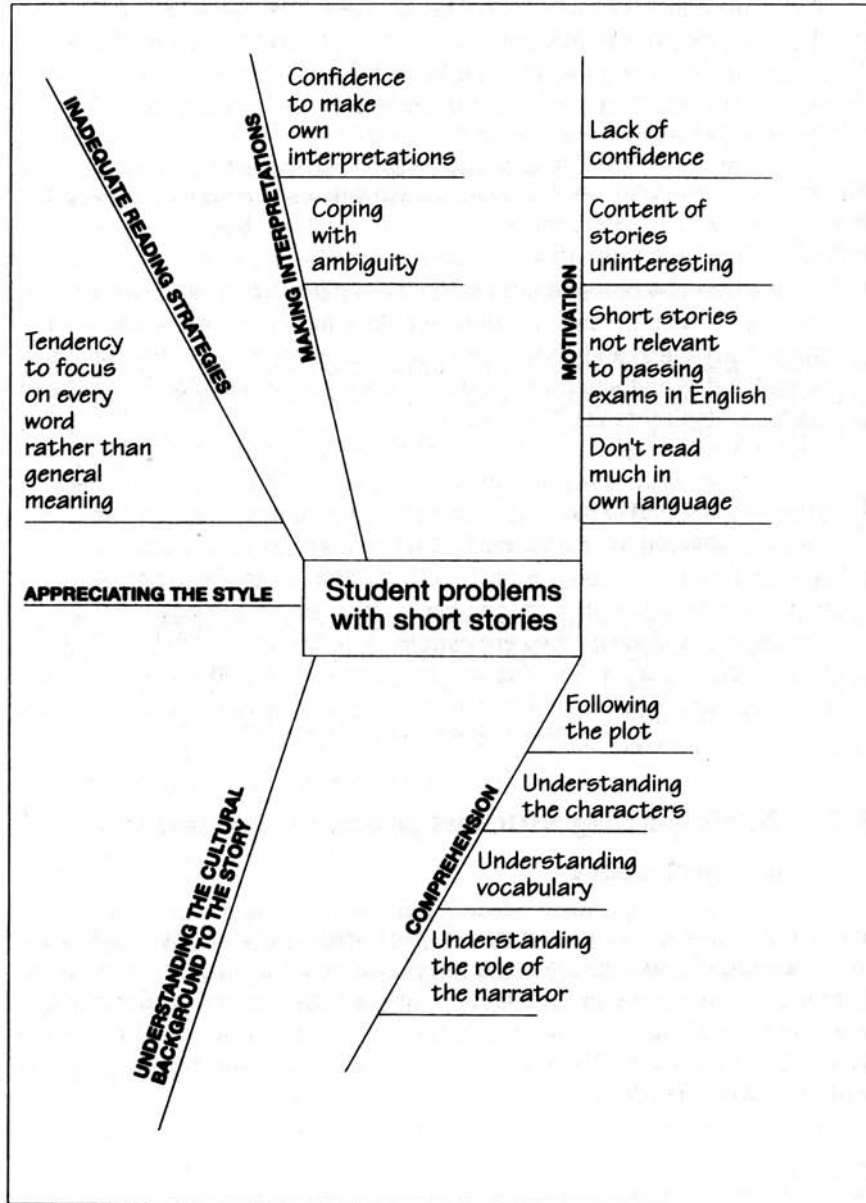 Student problems
with short stories
INADEQUATE READING STRATEGIES
Tendency
to focus
on every
word
rather than
general
meaning
MAKING INTERPRETATIONS
Confidence
to make
own
interpretations
Coping
with
ambiguity
MOTIVATION
Lack of
confidence
Content of
stories
uninteresting
Short stories
not relevant
to passing
exams in English
Don't read
much in
own language
APPRECIATING THE STYLE
UNDERSTANDING THE CULTURAL
BACKGROUND TO THE STORY
COMPREHENSION
Following
the plot
Understanding
the characters
Understanding
vocabulary
Understanding
the role of
the narrator